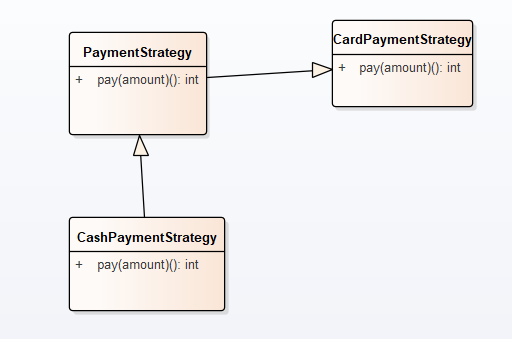 PaymentStrategy
+ pay(amount)(): int
CardPaymentStrategy
+ pay(amount)(): int
CashPaymentStrategy
+ pay(amount)(): int